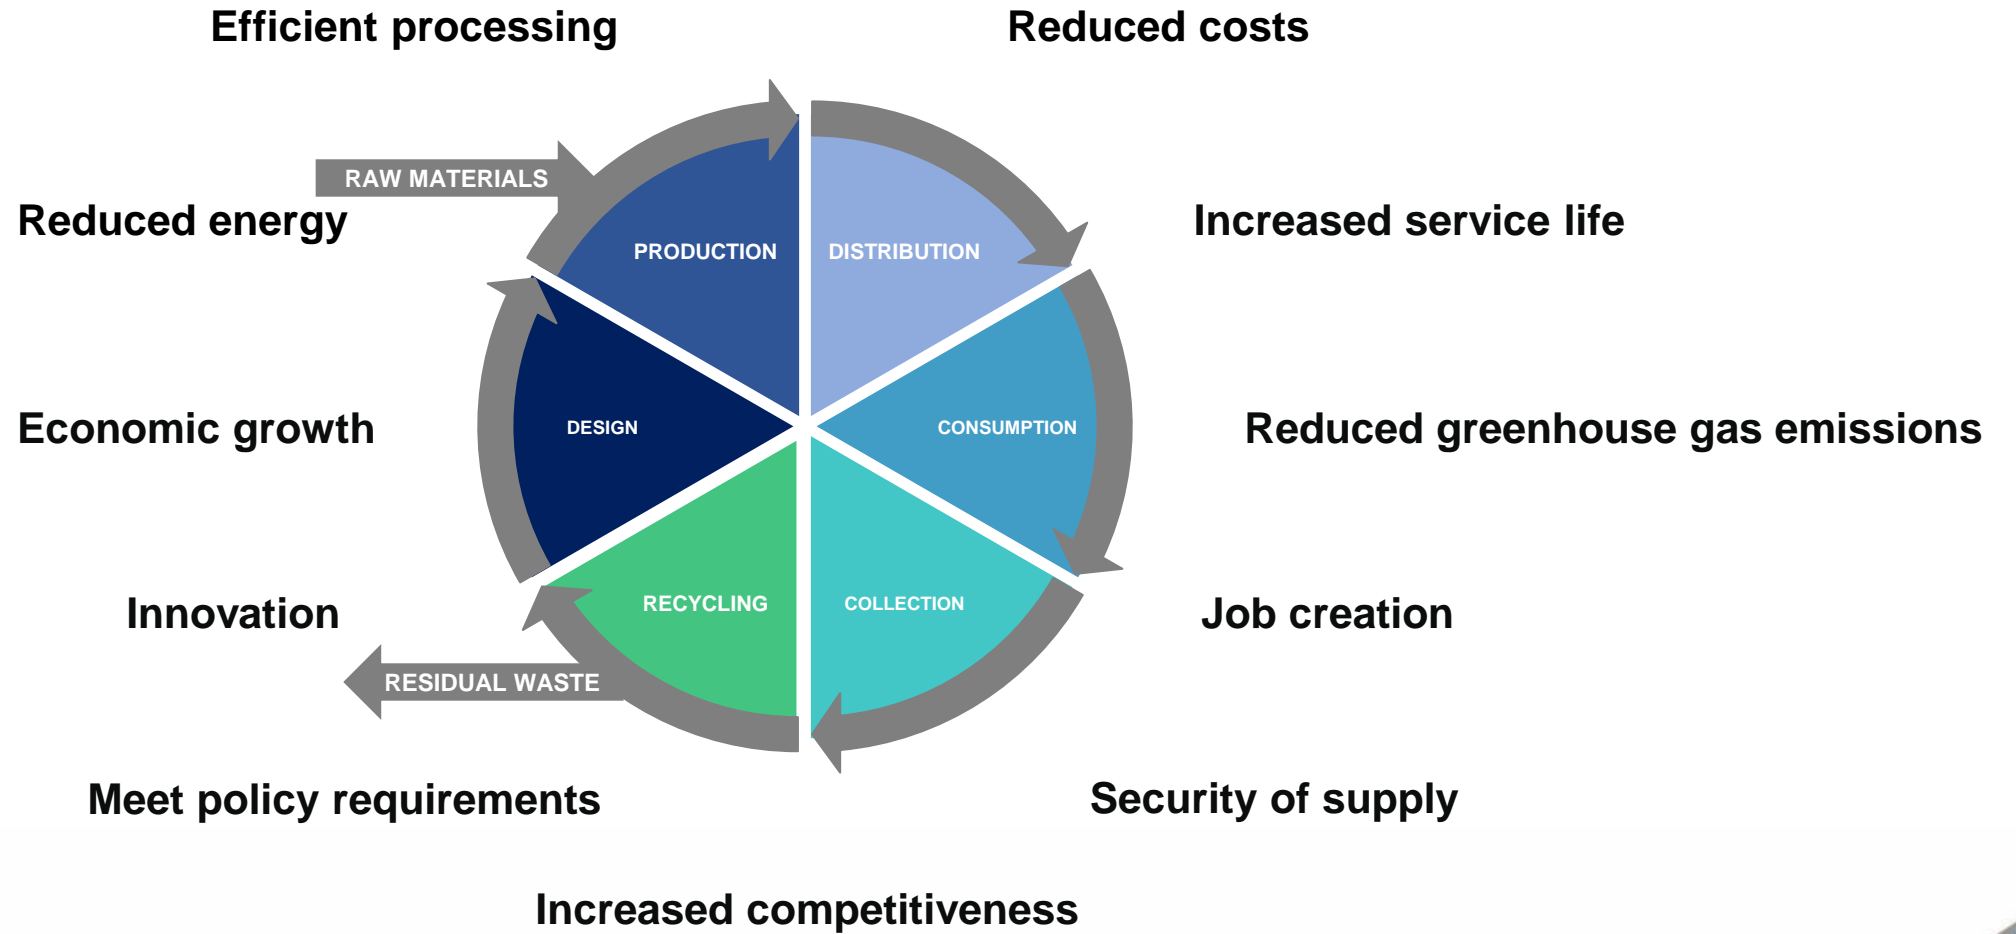 Efficient processing
Reduced costs
RAW MATERIALS
Reduced energy
Increased service life
PRODUCTION
DISTRIBUTION
Economic growth
DESIGN
CONSUMPTION
Reduced greenhouse gas emissions
Innovation
RECYCLING
COLLECTION
Job creation
RESIDUAL WASTE
Meet policy requirements
Security of supply
Increased competitiveness